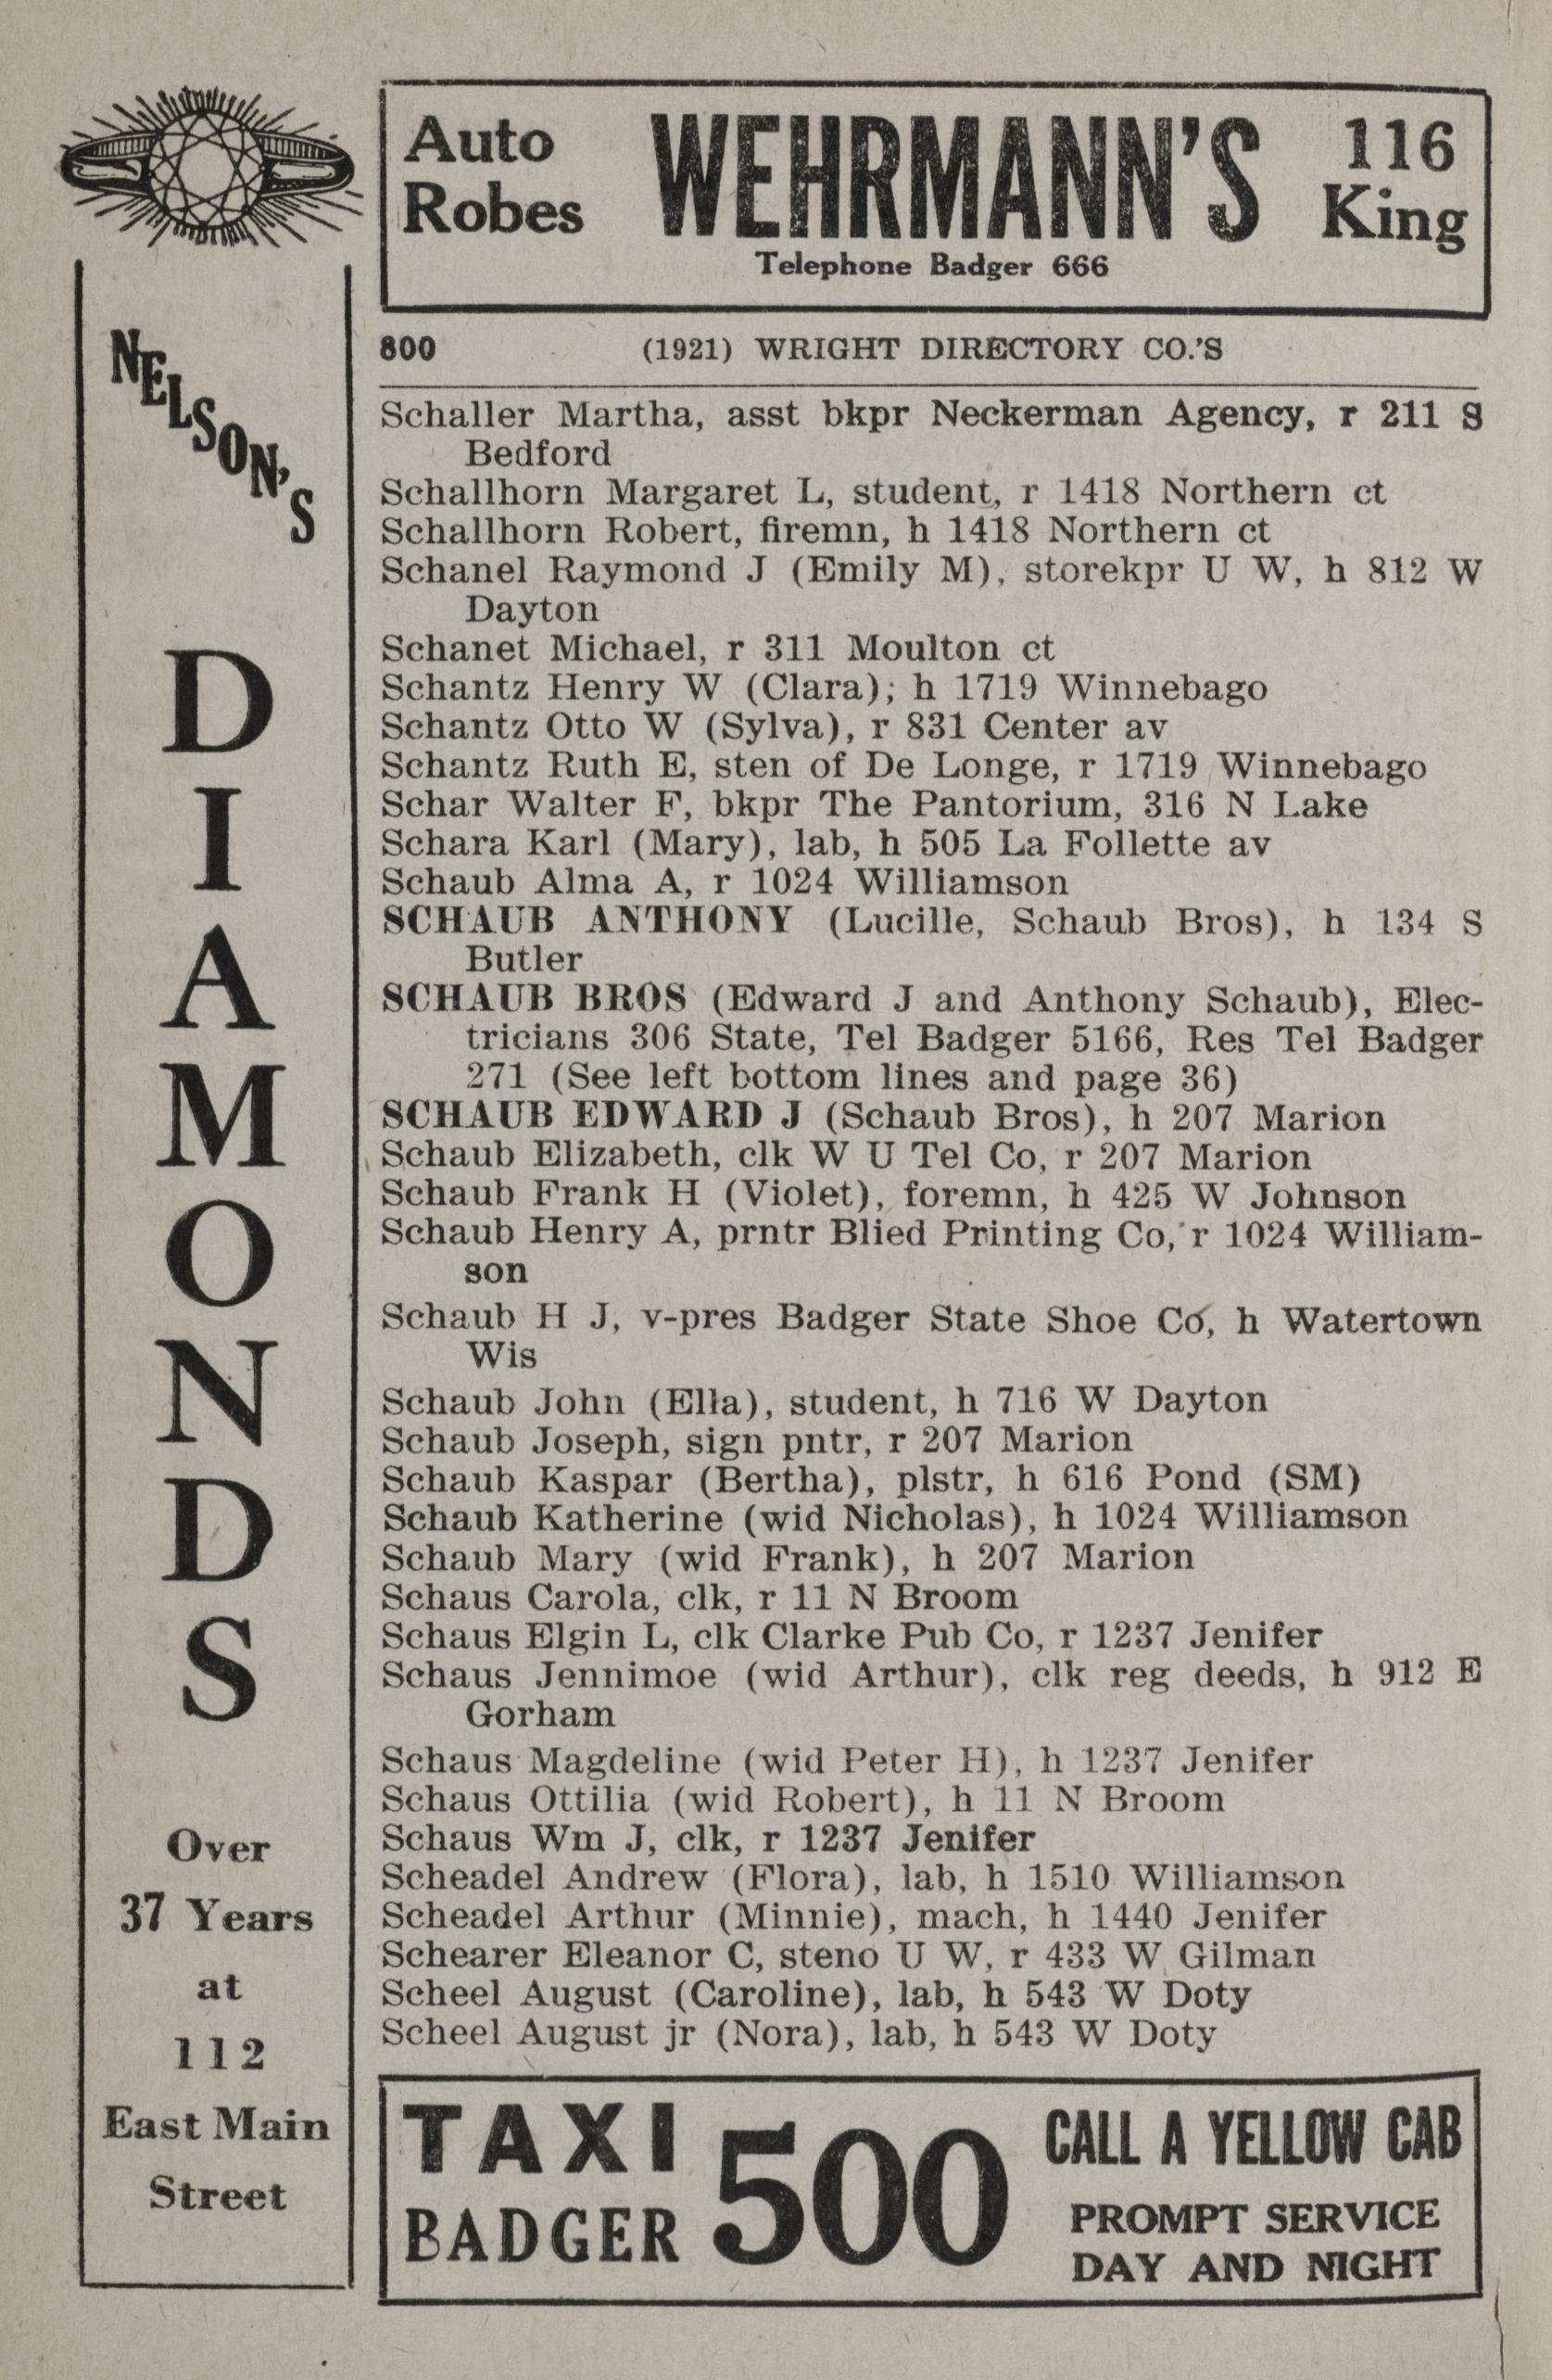 Auto
Robes
WEHRMANN'S
Telephone Badger 666
116
King
NELSON'S
DIAMONDS
Over
37 Years
at
112
East Main
Street
800 (1921) WRIGHT DIRECTORY CO.'S
Schaller Martha, asst bkpr Neckerman Agency, r 211 S
Bedford
Schallhorn Margaret L, student, r 1418 Northern ct
Schallhorn Robert, firemn, h 1418 Northern ct
Schanel Raymond J (Emily M), storekpr U W, h 812 W
Dayton
Schanet Michael, r 311 Moulton ct
Schantz Henry W (Clara); h 1719 Winnebago
Schantz Otto W (Sylva), r 831 Center av
Schantz Ruth E, sten of De Longe, r 1719 Winnebago
Schar Walter F, bkpr The Pantorium, 316 N Lake
Schara Karl (Mary), lab, h 505 La Follette av
Schaub Alma A, r 1024 Williamson
SCHAUB ANTHONY (Lucille, Schaub Bros), h 134 S
Butler
SCHAUB BROS (Edward J and Anthony Schaub), Elec-
tricians 306 State, Tel Badger 5166, Res Tel Badger
271 (See left bottom lines and page 36)
SCHAUB EDWARD J (Schaub Bros), h 207 Marion
Schaub Elizabeth, clk W U Tel Co, r 207 Marion
Schaub Frank H (Violet), foremn, h 425 W Johnson
Schaub Henry A, prntr Blied Printing Co, r 1024 William-
son
Schaub H J, v-pres Badger State Shoe Co, h Watertown
Wis
Schaub John (Ella), student, h 716 W Dayton
Schaub Joseph, sign pntr, r 207 Marion
Schaub Kaspar (Bertha), plstr, h 616 Pond (SM)
Schaub Katherine (wid Nicholas), h 1024 Williamson
Schaub Mary (wid Frank), h 207 Marion
Schaus Carola, clk, r 11 N Broom
Schaus Elgin L, clk Clarke Pub Co, r 1237 Jenifer
Schaus Jennimoe (wid Arthur), clk reg deeds, h 912 E
Gorham
Schaus Magdeline (wid Peter H), h 1237 Jenifer
Schaus Ottilia (wid Robert), h 11 N Broom
Schaus Wm J, clk, r 1237 Jenifer
Scheadel Andrew (Flora), lab, h 1510 Williamson
Scheadel Arthur (Minnie), mach, h 1440 Jenifer
Schearer Eleanor C, steno U W, r 433 W Gilman
Scheel August (Caroline), lab, h 543 W Doty
Scheel August jr (Nora), lab, h 543 W Doty
TAXI
BADGER
500
CALL A YELLOW CAB
PROMPT SERVICE
DAY AND NIGHT